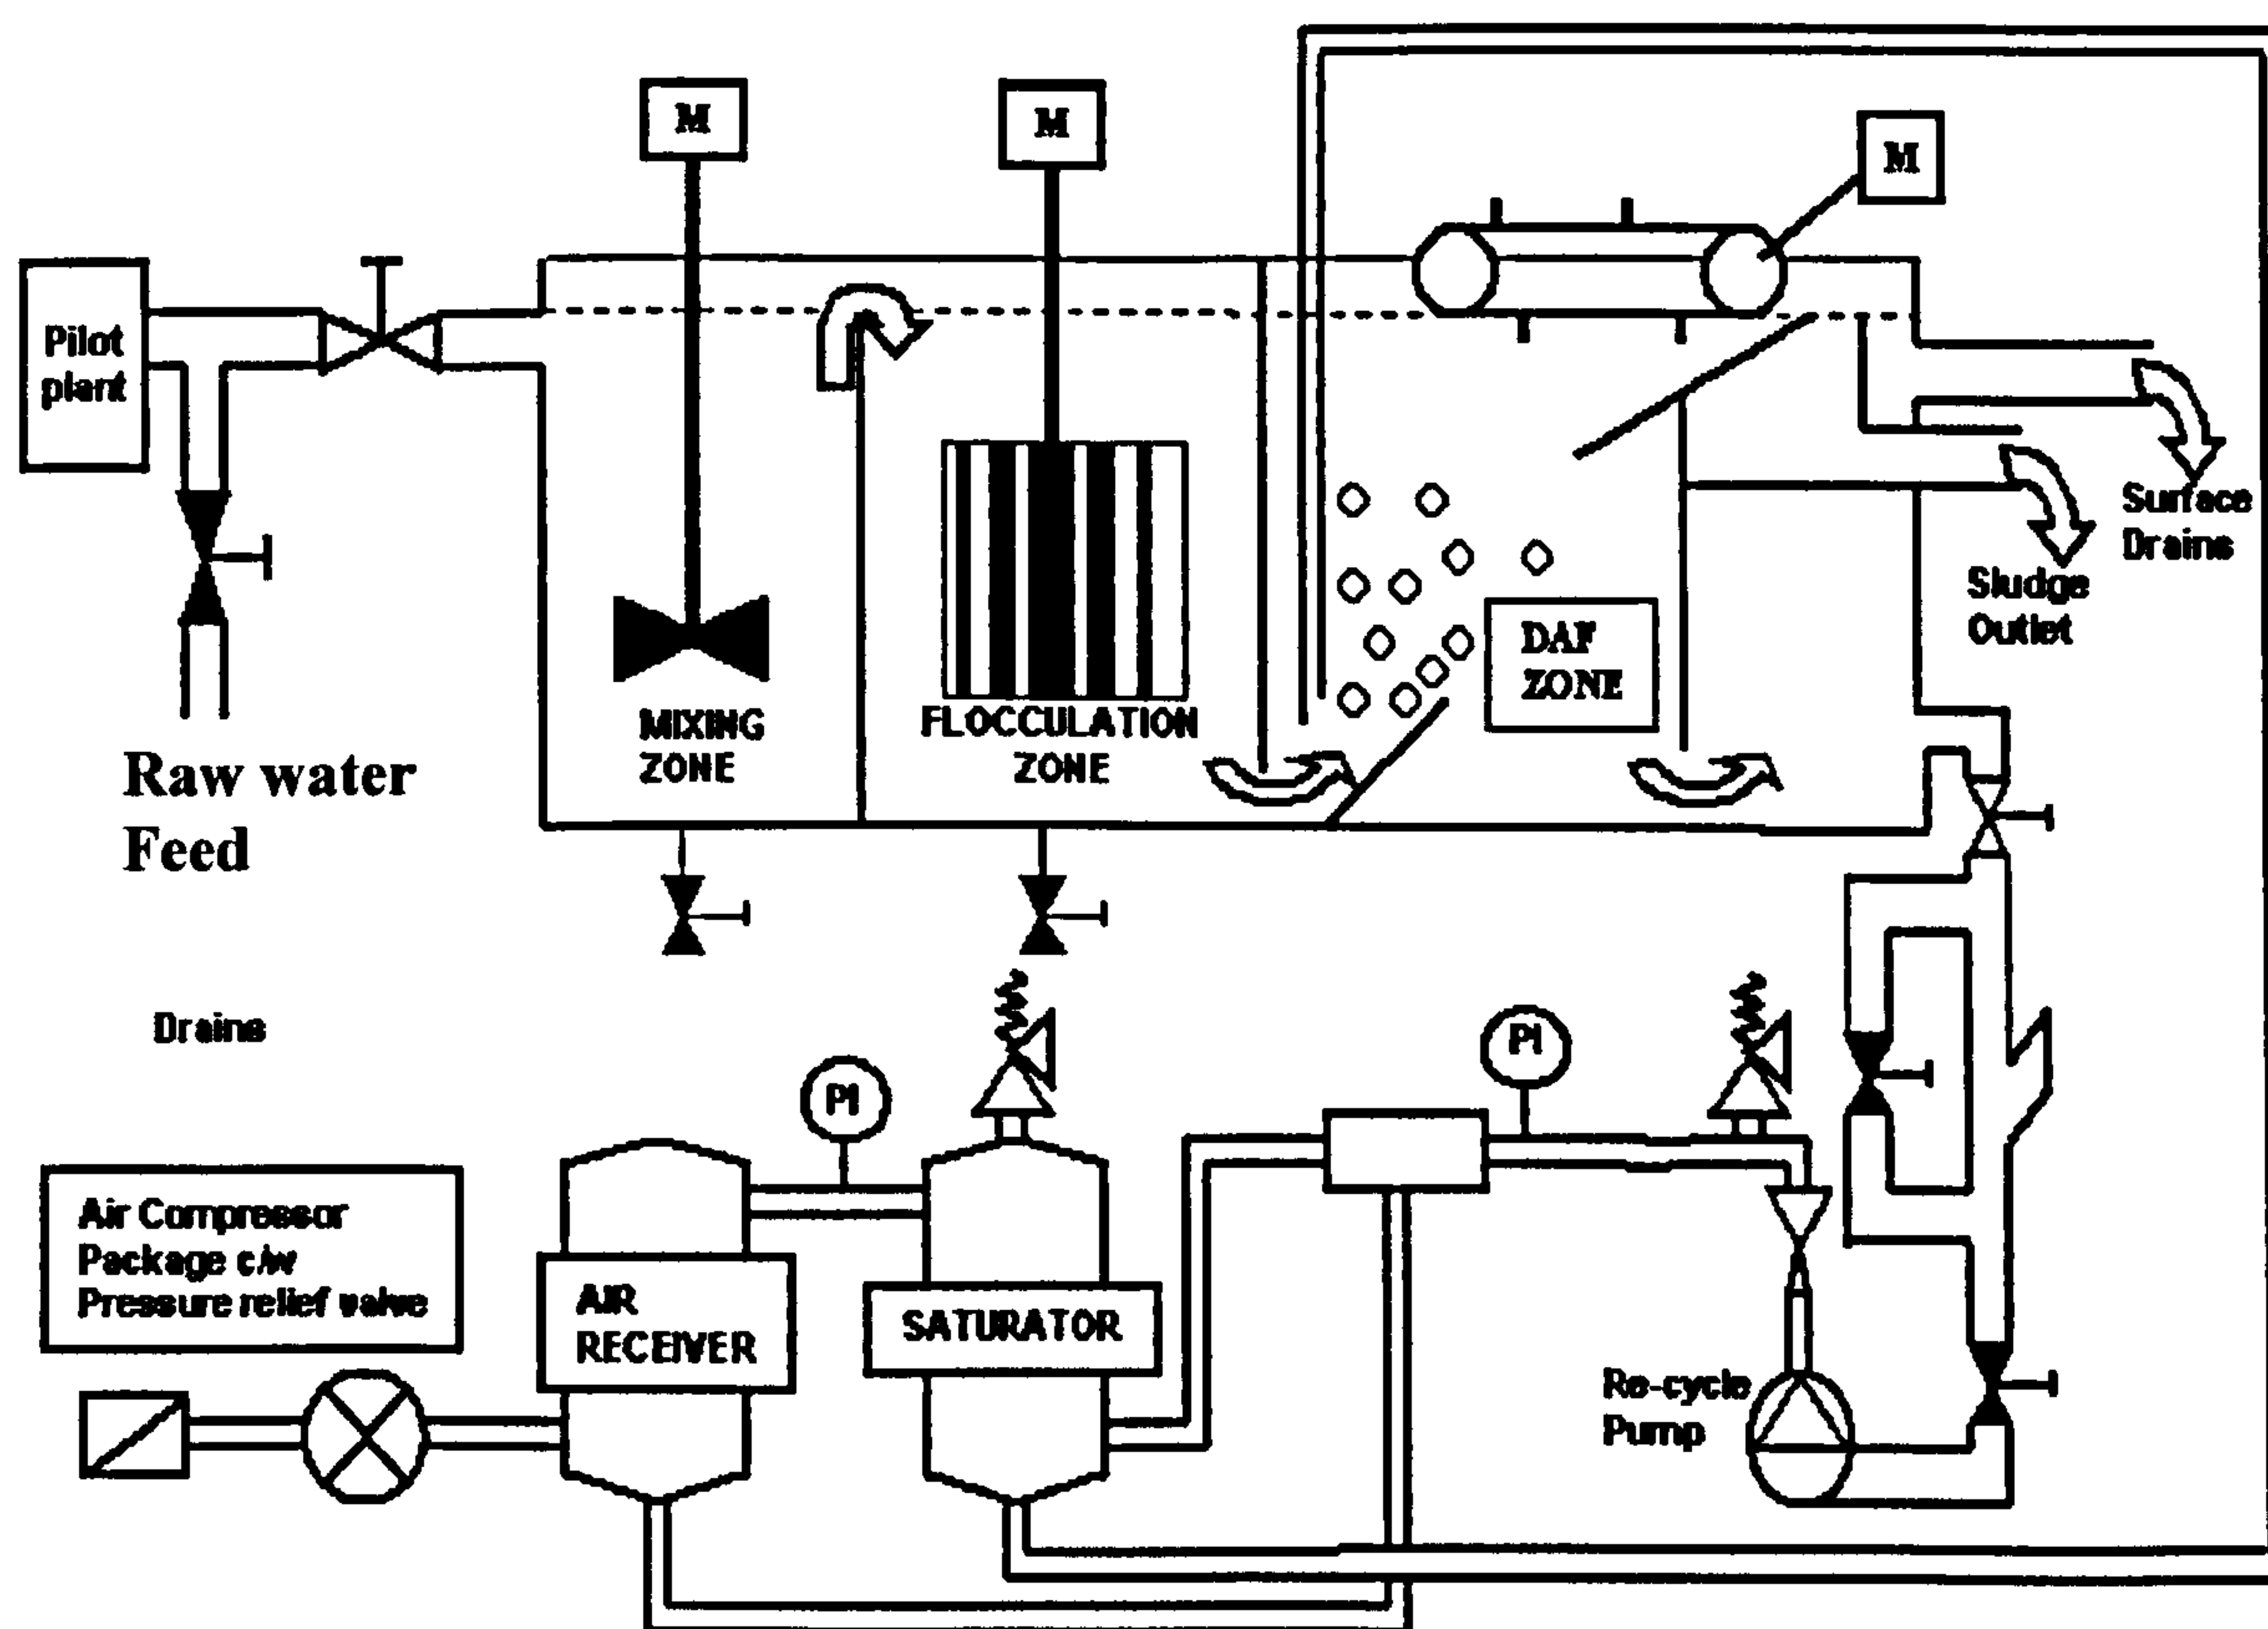 M
M
M
Pilot
plant
Surface
Drains
Sludge
Outlet
DAF
ZONE
MIXING
ZONE
FLOCCULATION
ZONE
Raw water
Feed
Drains
PI
PI
Air Compressor
Package c/w
Pressure relief valve
AIR
RECEIVER
SATURATOR
Re-cycle
Pump